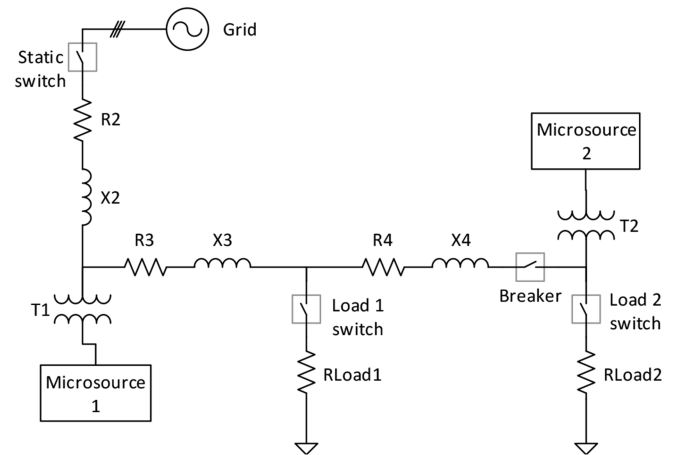 Grid
Static
switch
R2
Microsource
2
X2
T2
R3
X3
R4
X4
T1
Breaker
Load 1
switch
Load 2
switch
Microsource
1
RLoad1
RLoad2